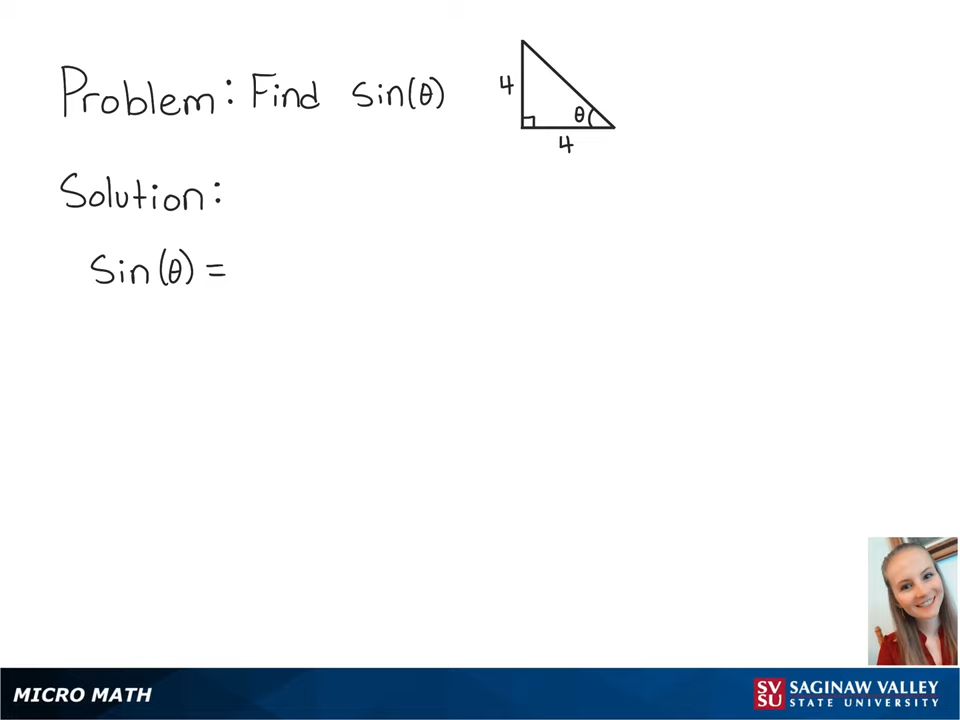 Problem: Find sin(θ)
4
θ
4
Solution:
sin(θ) =
MICRO MATH
SV SU SAGINAW VALLEY
STATE UNIVERSITY